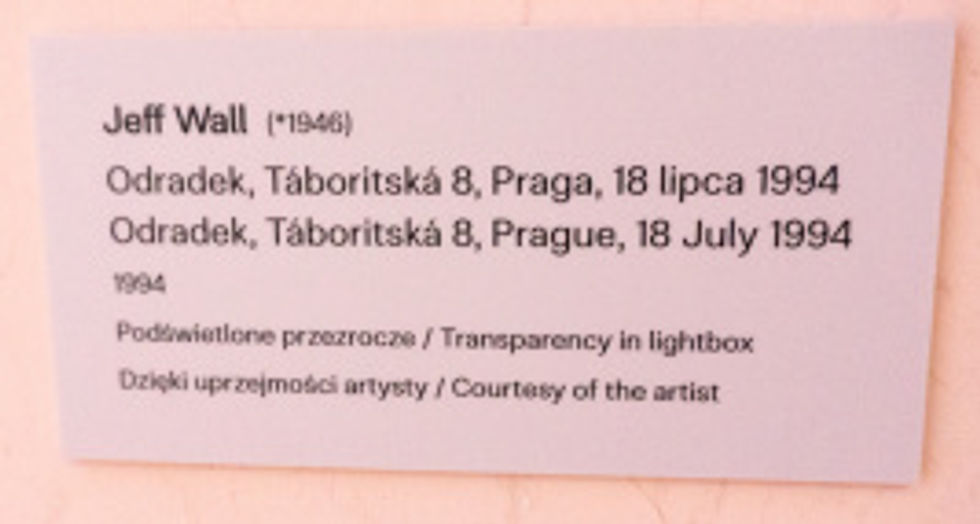 Jeff Wall (*1946)
Odradek, Táboritská 8, Praga, 18 lipca 1994
Odradek, Táboritská 8, Prague, 18 July 1994
1994
Podświetlone przezrocze / Transparency in lightbox
Dzięki uprzejmości artysty / Courtesy of the artist